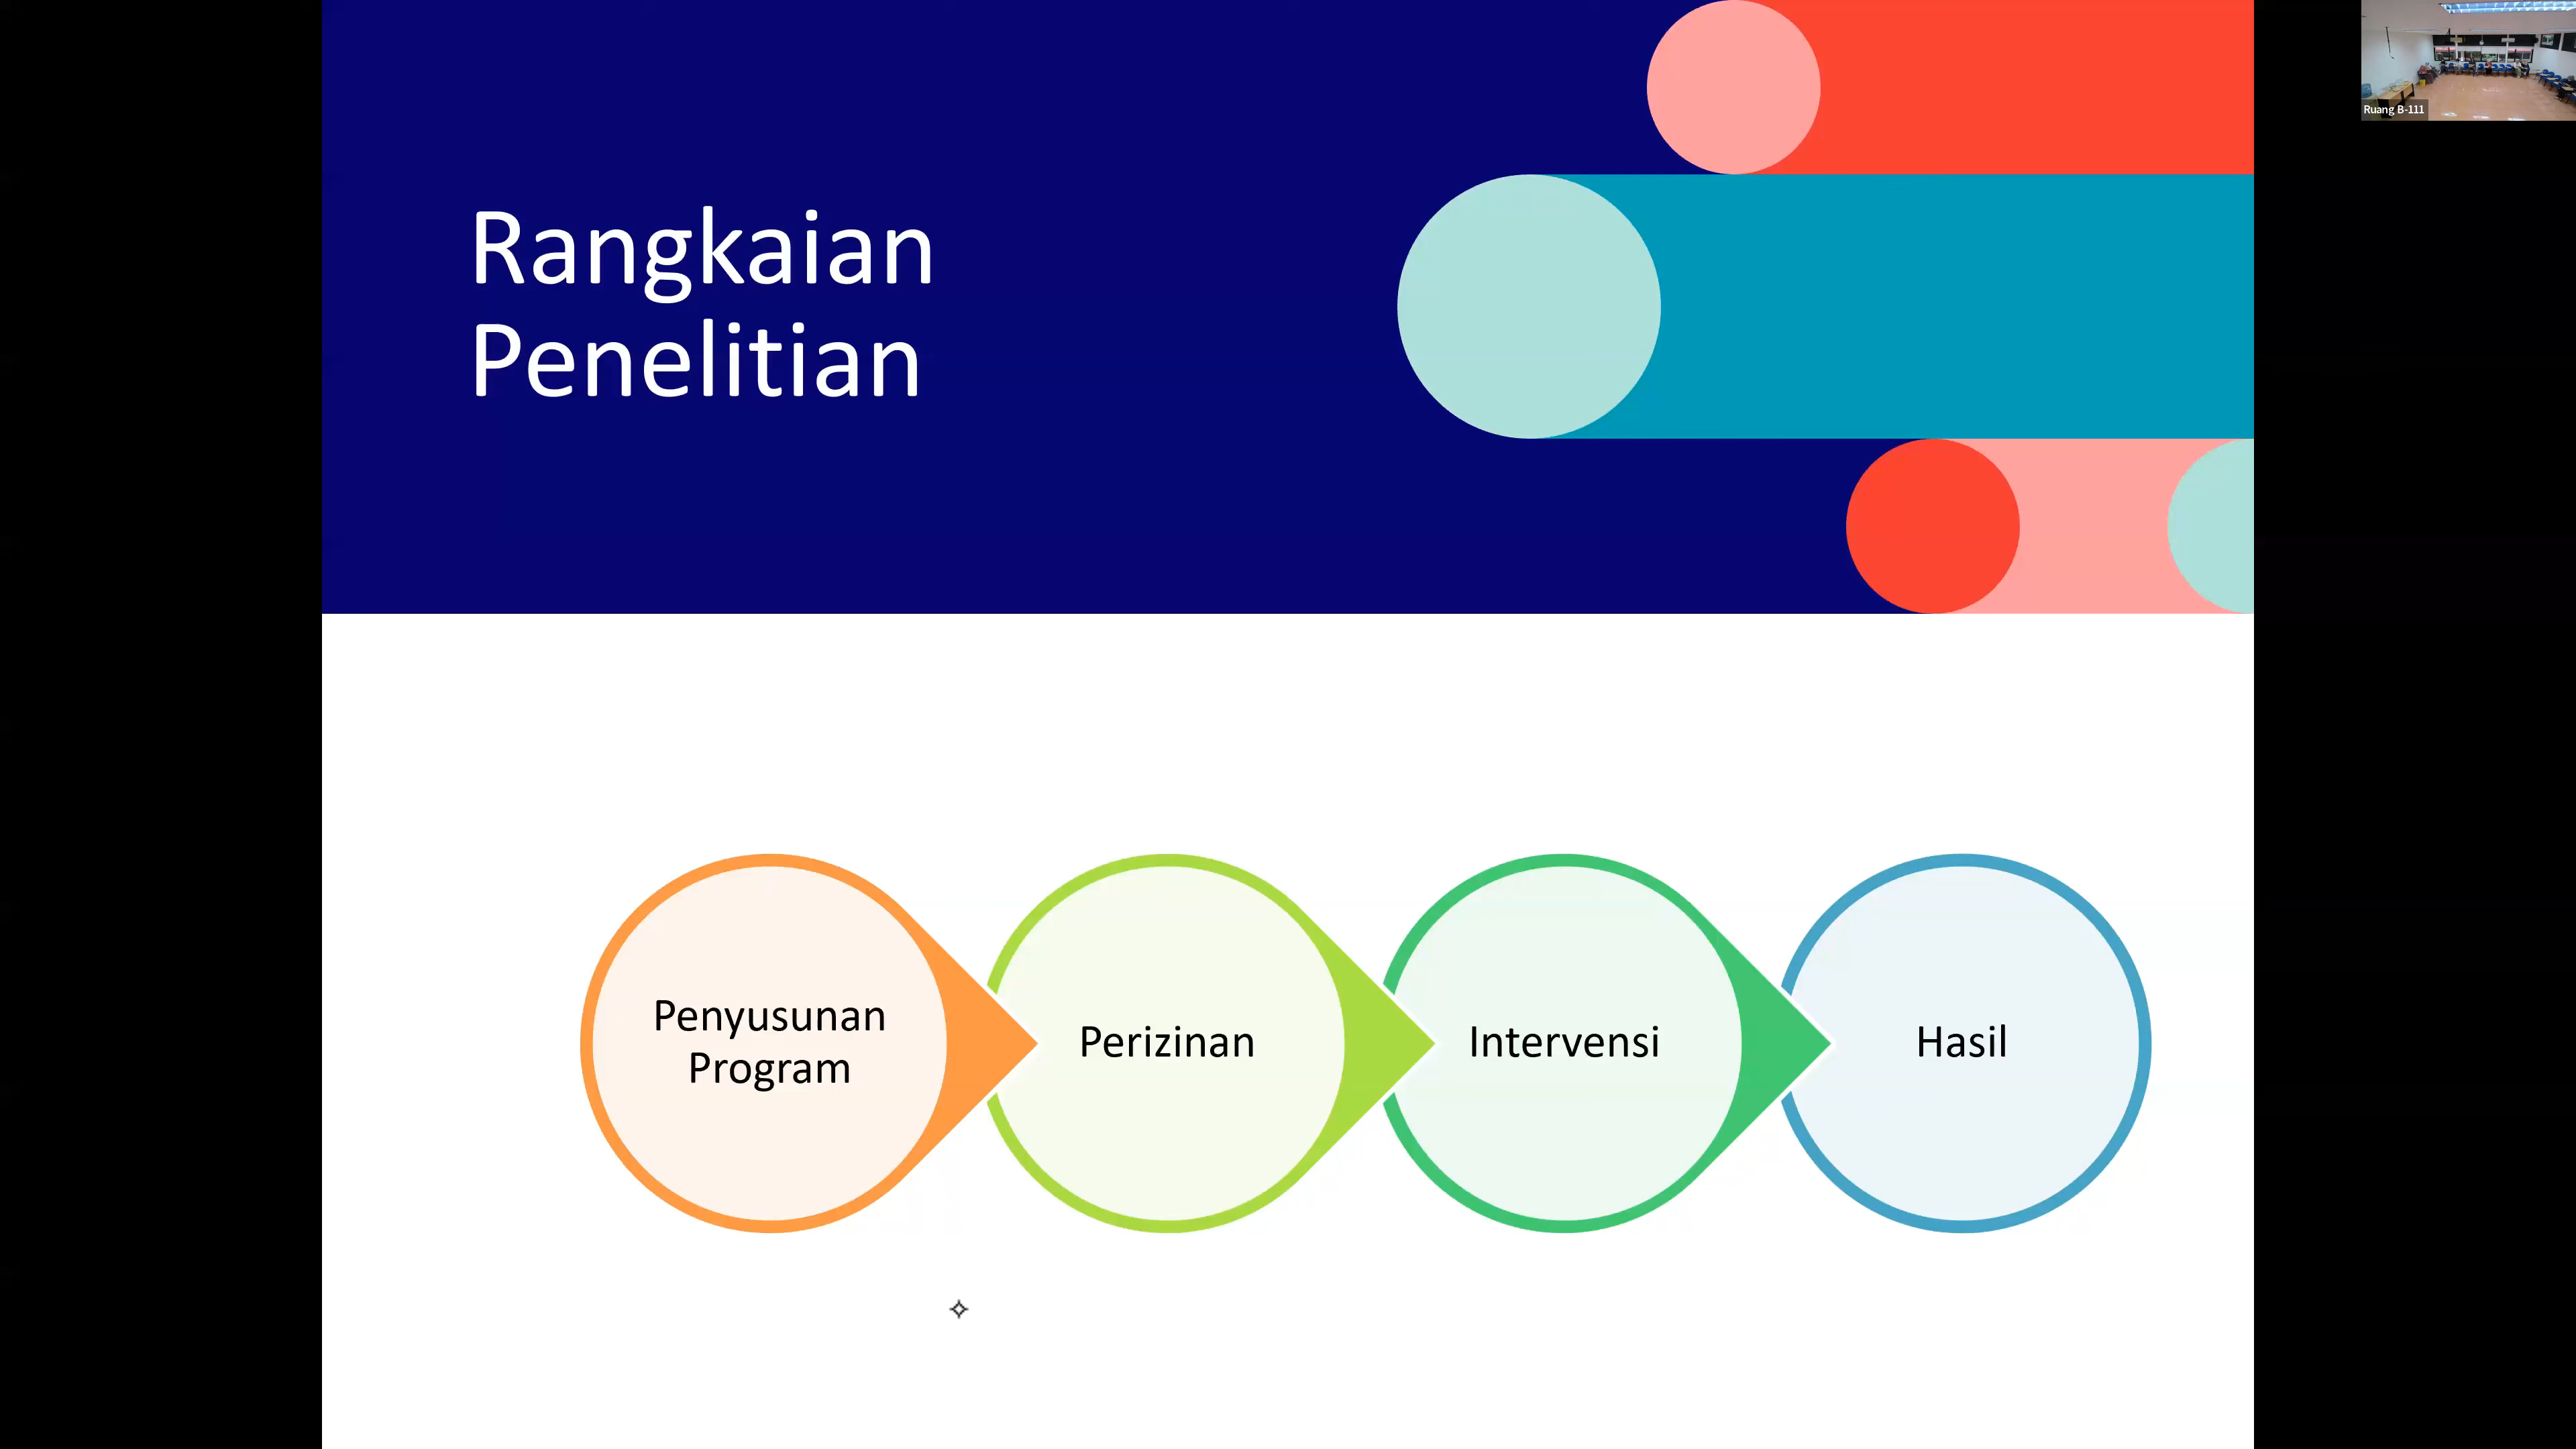 Rangkaian
Penelitian
Ruang B-111
Penyusunan
Program
Perizinan
Intervensi
Hasil